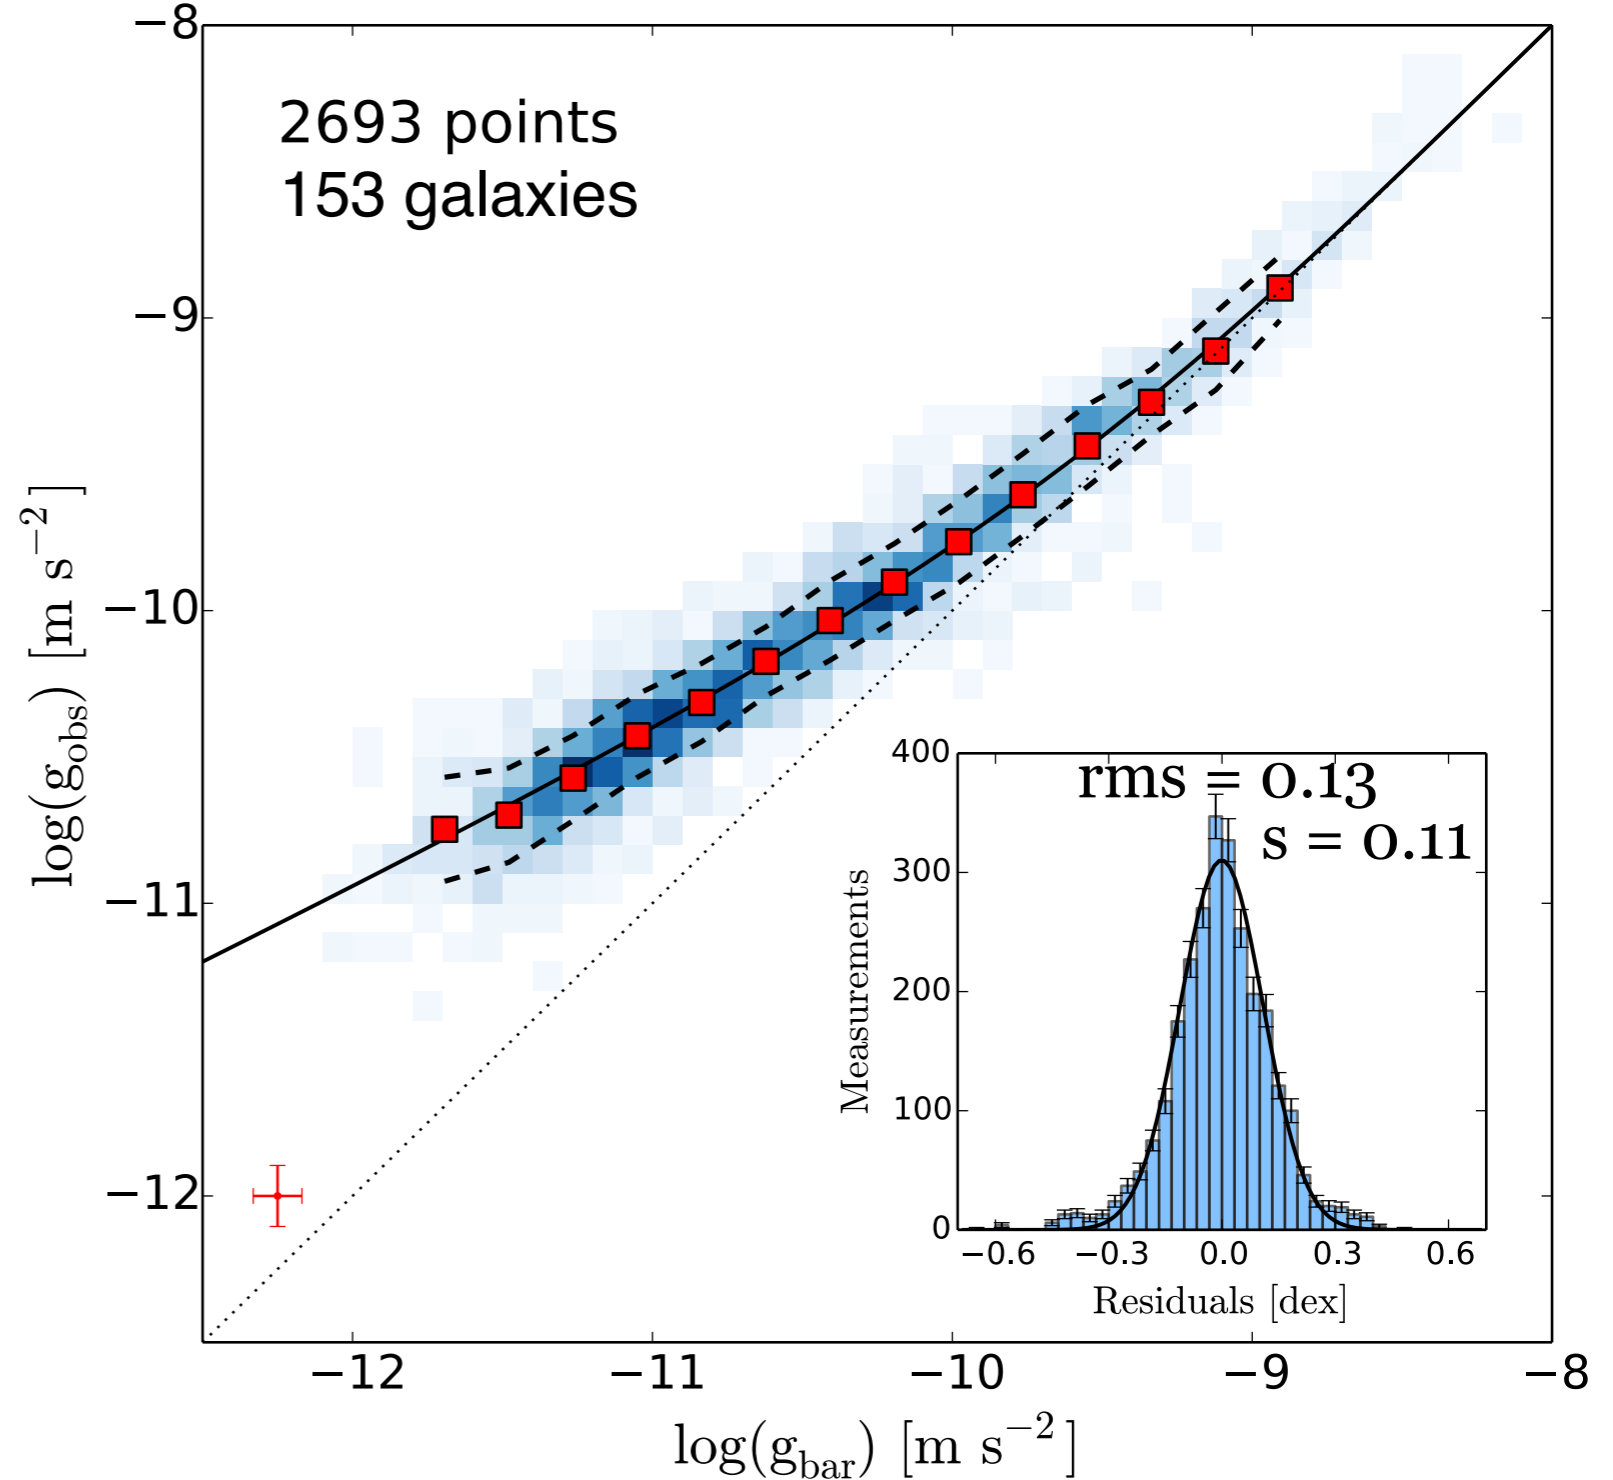 2693 points
153 galaxies
log(g_obs) [m s⁻²]
−8
−9
−10
−11
−12
−12
−11
−10
−9
−8
log(g_bar) [m s⁻²]
rms = 0.13
s = 0.11
Measurements
400
300
200
100
0
−0.6
−0.3
0.0
0.3
0.6
Residuals [dex]